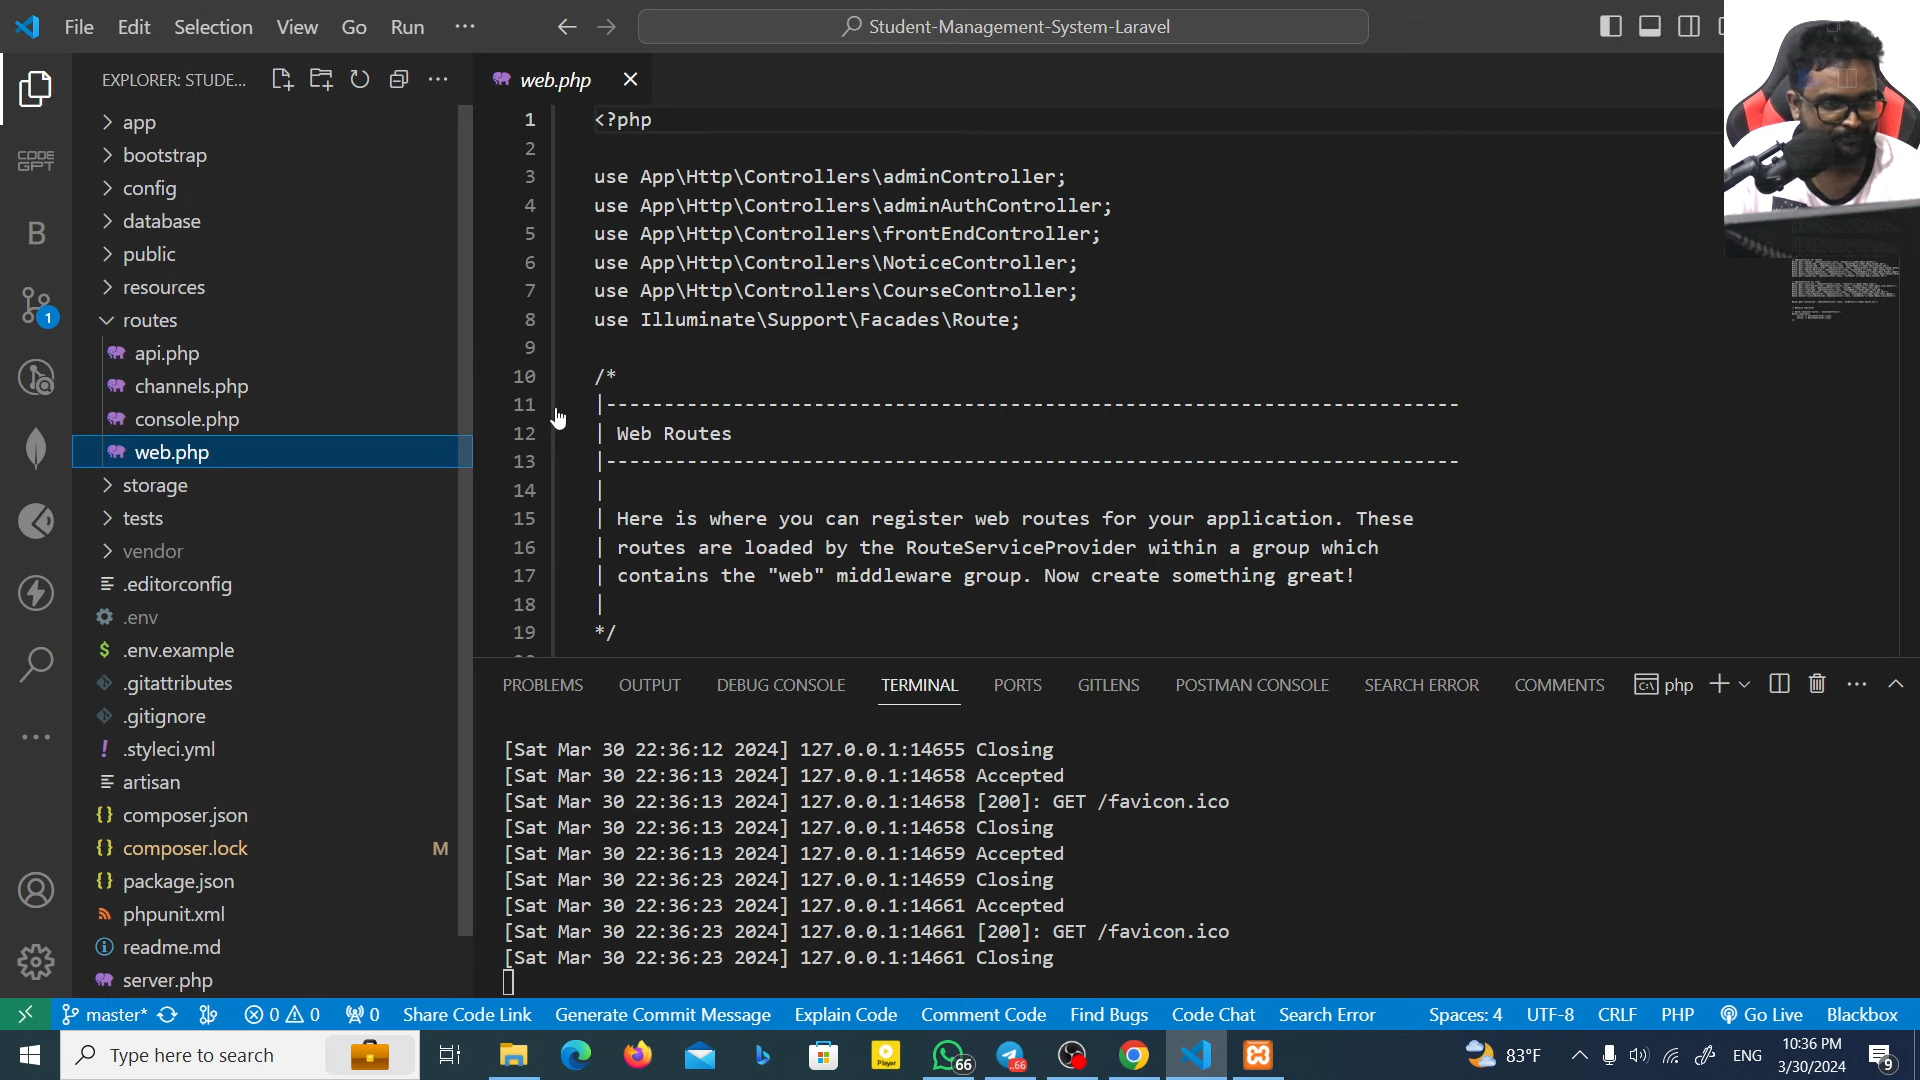 File Edit Selection View Go Run ···
Student-Management-System-Laravel
EXPLORER: STUDE...
web.php
app
bootstrap
config
database
public
resources
routes
api.php
channels.php
console.php
web.php
storage
tests
vendor
.editorconfig
.env
.env.example
.gitattributes
.gitignore
.styleci.yml
artisan
composer.json
composer.lock M
package.json
phpunit.xml
readme.md
server.php
CODE GPT
B
1
1 <?php
2
3 use App\Http\Controllers\adminController;
4 use App\Http\Controllers\adminAuthController;
5 use App\Http\Controllers\frontEndController;
6 use App\Http\Controllers\NoticeController;
7 use App\Http\Controllers\CourseController;
8 use Illuminate\Support\Facades\Route;
9
10 /*
11 |--------------------------------------------------------------------------
12 | Web Routes
13 |--------------------------------------------------------------------------
14 |
15 | Here is where you can register web routes for your application. These
16 | routes are loaded by the RouteServiceProvider within a group which
17 | contains the "web" middleware group. Now create something great!
18 |
19 */
PROBLEMS OUTPUT DEBUG CONSOLE TERMINAL PORTS GITLENS POSTMAN CONSOLE SEARCH ERROR COMMENTS php
[Sat Mar 30 22:36:12 2024] 127.0.0.1:14655 Closing
[Sat Mar 30 22:36:13 2024] 127.0.0.1:14658 Accepted
[Sat Mar 30 22:36:13 2024] 127.0.0.1:14658 [200]: GET /favicon.ico
[Sat Mar 30 22:36:13 2024] 127.0.0.1:14658 Closing
[Sat Mar 30 22:36:13 2024] 127.0.0.1:14659 Accepted
[Sat Mar 30 22:36:23 2024] 127.0.0.1:14659 Closing
[Sat Mar 30 22:36:23 2024] 127.0.0.1:14661 Accepted
[Sat Mar 30 22:36:23 2024] 127.0.0.1:14661 [200]: GET /favicon.ico
[Sat Mar 30 22:36:23 2024] 127.0.0.1:14661 Closing
master* 0 0 0 Share Code Link Generate Commit Message Explain Code Comment Code Find Bugs Code Chat Search Error Spaces: 4 UTF-8 CRLF PHP Go Live Blackbox
Type here to search
Player
66
66
83°F
ENG
10:36 PM
3/30/2024
9